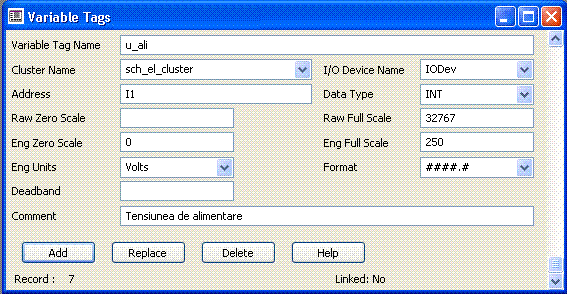 Variable Tags
Variable Tag Name u_ali
Cluster Name sch_el_cluster I/O Device Name IODev
Address I1 Data Type INT
Raw Zero Scale Raw Full Scale 32767
Eng Zero Scale 0 Eng Full Scale 250
Eng Units Volts Format ####.#
Deadband
Comment Tensiunea de alimentare
Add Replace Delete Help
Record : 7 Linked: No